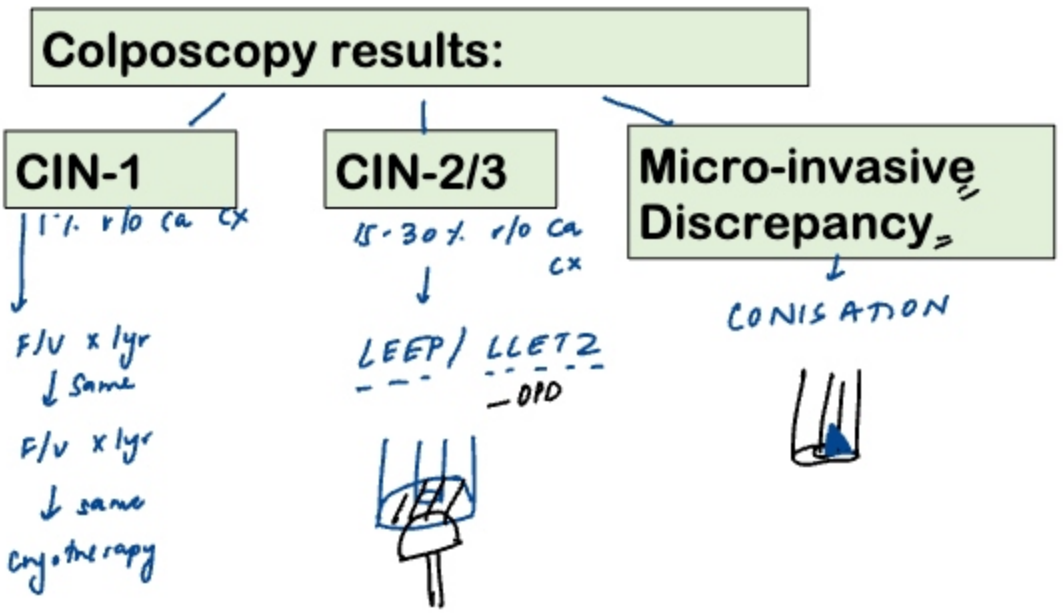 Colposcopy results:
CIN-1
1% r/o ca cx
F/U x 1yr
↓ same
F/U x 1yr
↓ same
Cryotherapy
CIN-2/3
15-30% r/o ca
cx
LEEP/ LLETZ
- OPD
Micro-invasive
Discrepancy
CONISATION